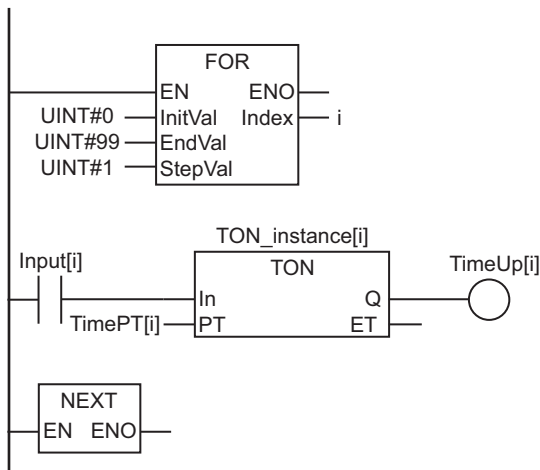 FOR
EN ENO
UINT#0 InitVal Index i
UINT#99 EndVal
UINT#1 StepVal
TON_instance[i]
Input[i] TON TimeUp[i]
In Q
TimePT[i] PT ET
NEXT
EN ENO